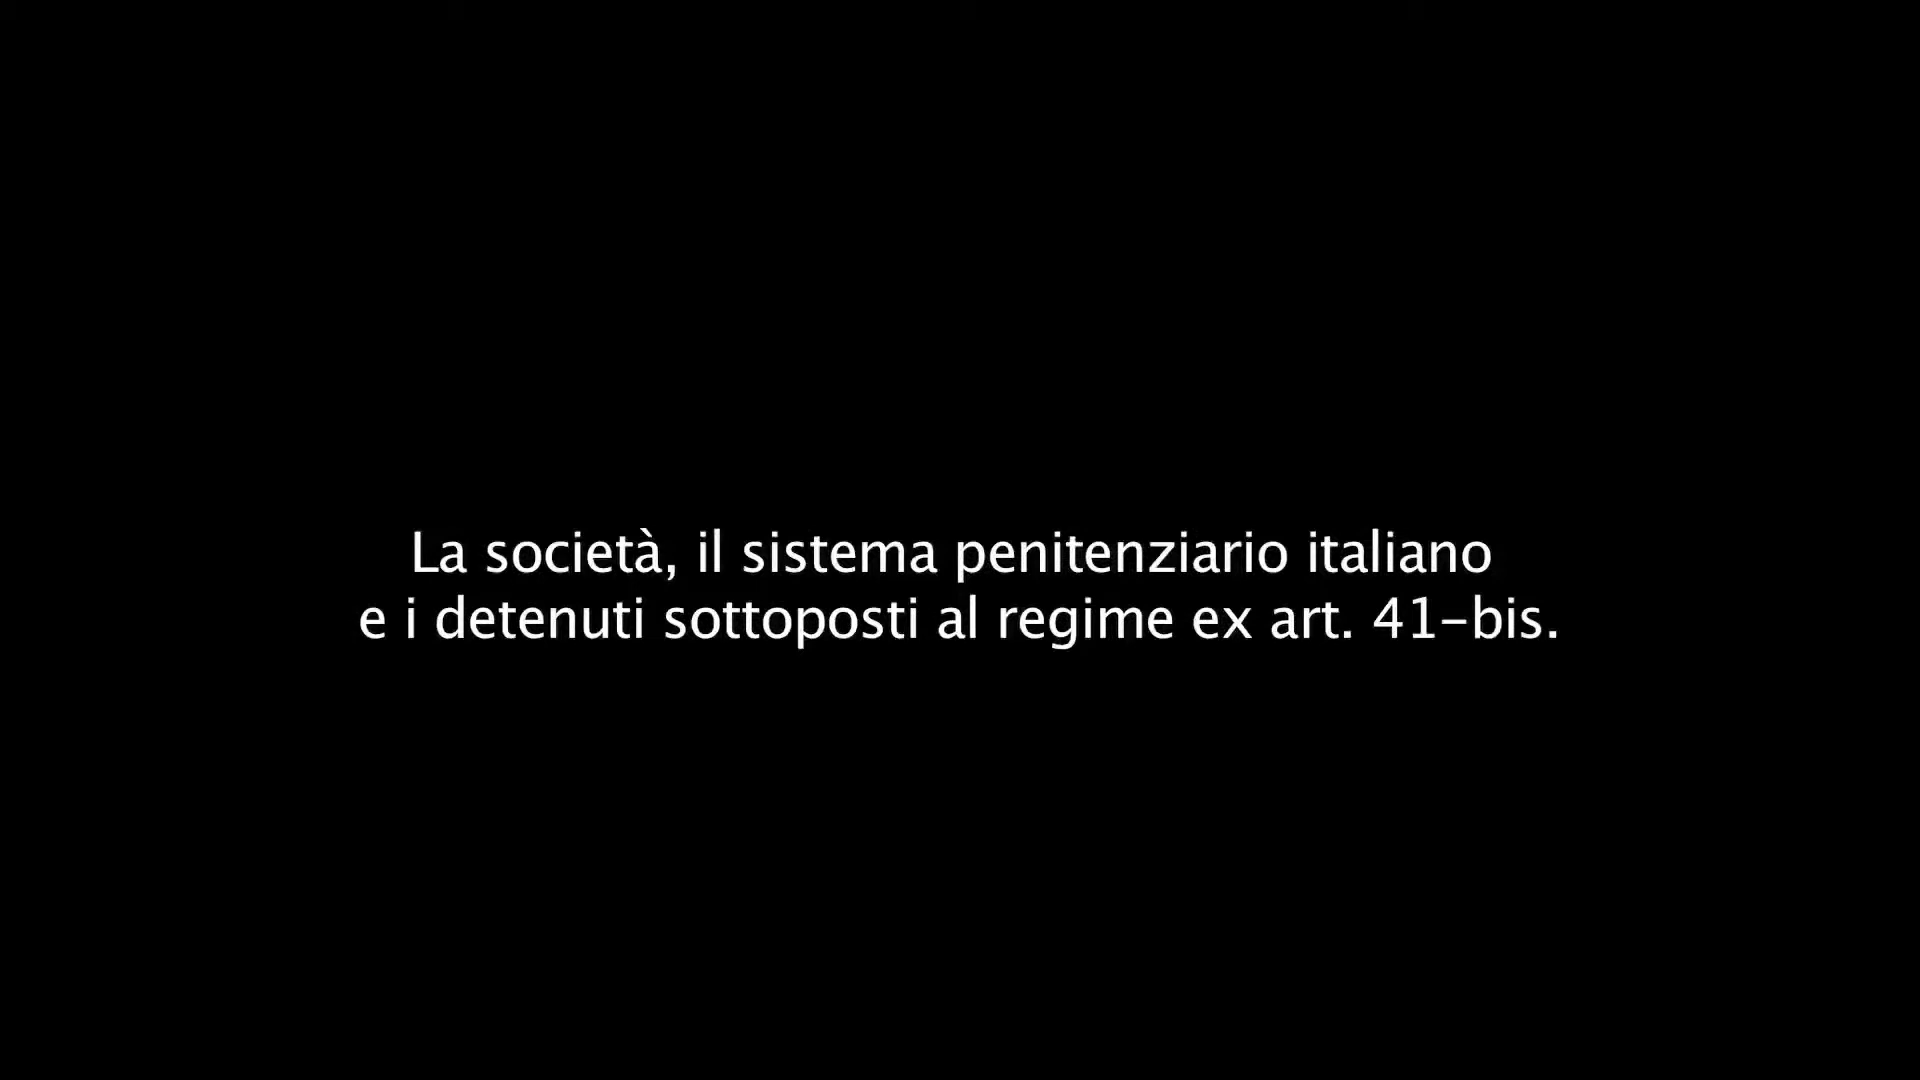 La società, il sistema penitenziario italiano
e i detenuti sottoposti al regime ex art. 41-bis.